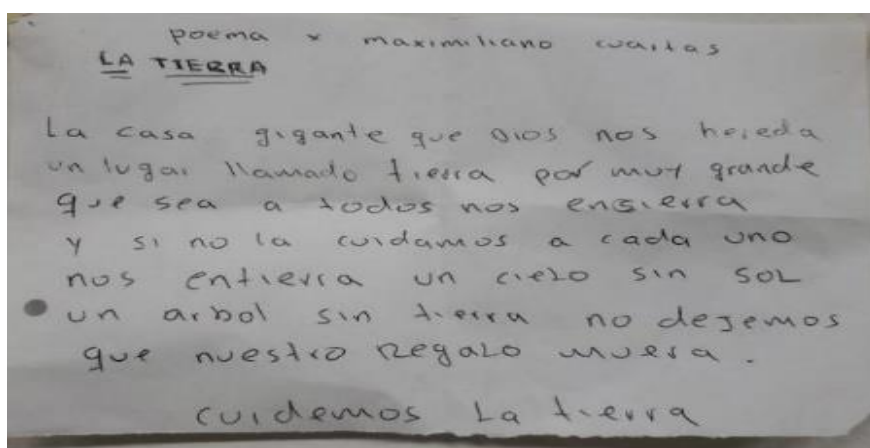 poema x maximiliano cuartas
LA TIERRA
La casa gigante que Dios nos hereda
un lugar llamado tierra por muy grande
que sea a todos nos ensierra
y si no la cuidamos a cada uno
nos entierra un cielo sin SOL
un arbol sin tierra no dejemos
que nuestro Regalo muera.
cuidemos La tierra